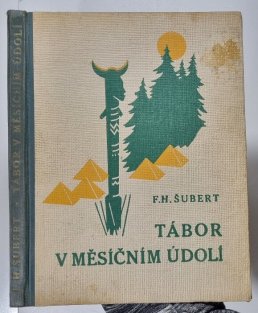 F.H. ŠUBERT · TÁBOR V MĚSÍČNÍM ÚDOLÍ
F.H. ŠUBERT
TÁBOR
V MĚSÍČNÍM ÚDOLÍ